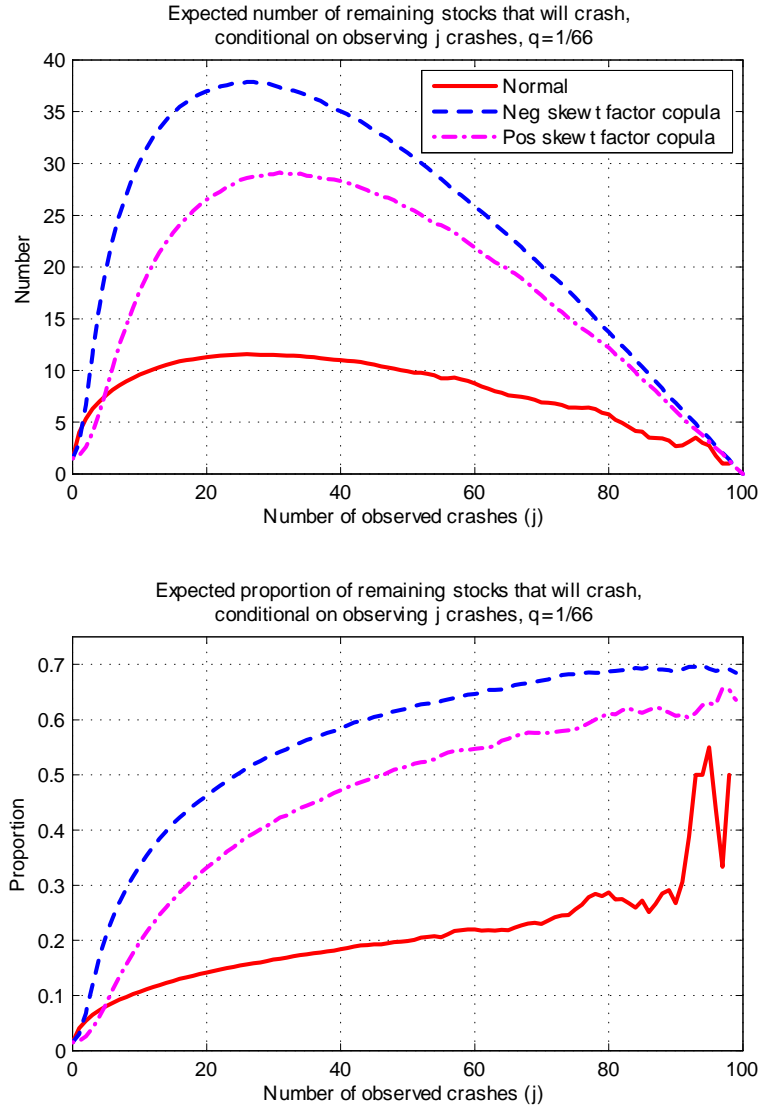 Expected number of remaining stocks that will crash,
conditional on observing j crashes, q=1/66
40
35
30
25
20
15
10
5
0
Number
Normal
Neg skew t factor copula
Pos skew t factor copula
0 20 40 60 80 100
Number of observed crashes (j)
Expected proportion of remaining stocks that will crash,
conditional on observing j crashes, q=1/66
0.7
0.6
0.5
0.4
0.3
0.2
0.1
0
Proportion
0 20 40 60 80 100
Number of observed crashes (j)